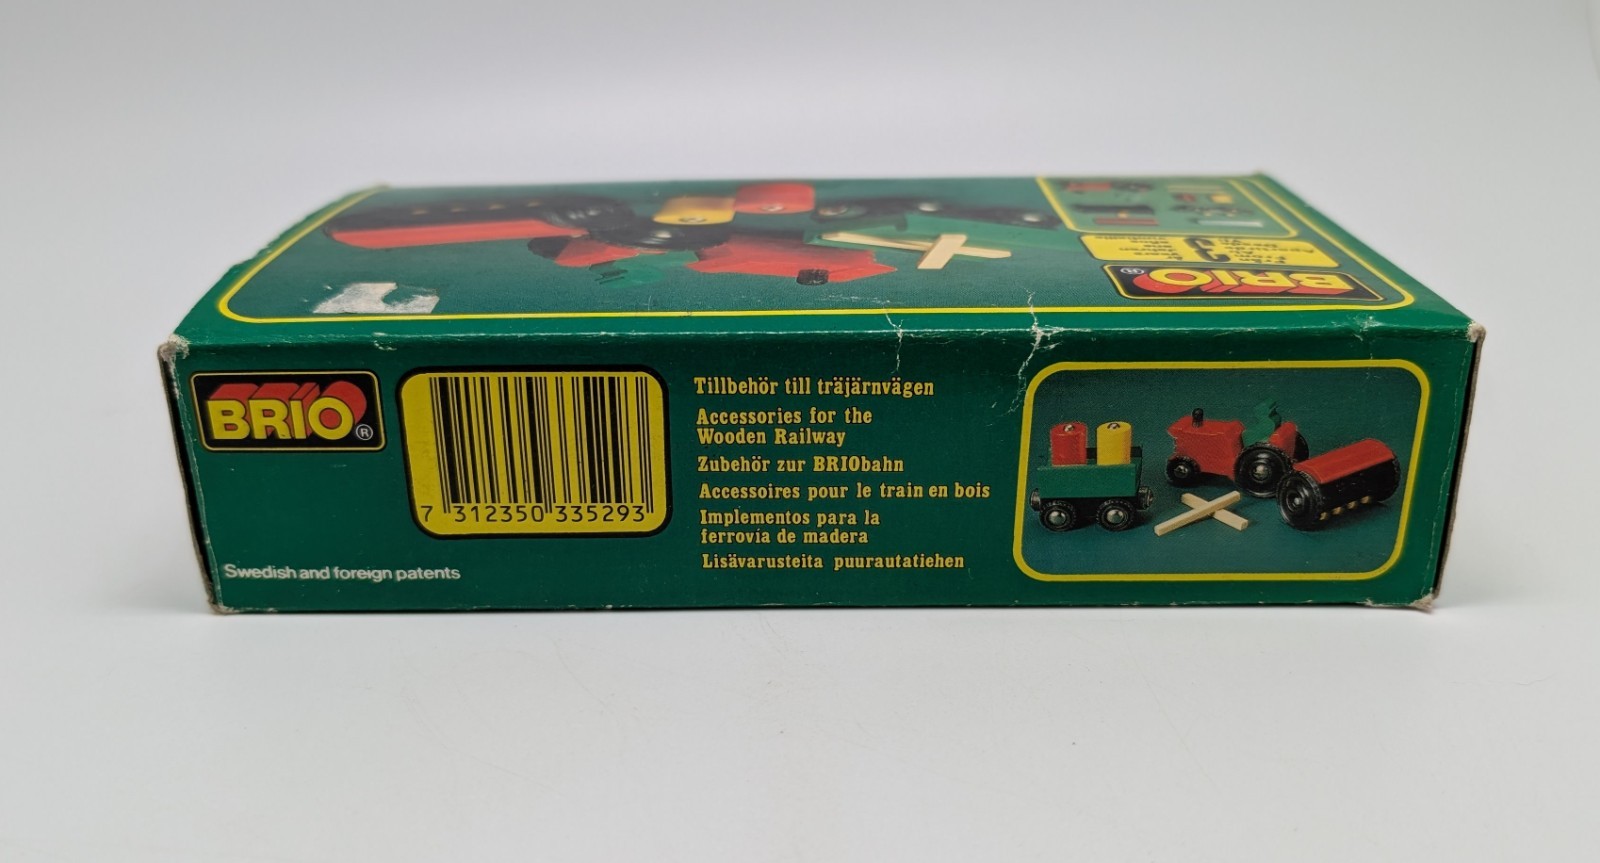 BRIO®
BRIO®
7 312350 335293
Swedish and foreign patents
Tillbehör till träjärnvägen
Accessories for the
Wooden Railway
Zubehör zur BRIObahn
Accessoires pour le train en bois
Implementos para la
ferrovia de madera
Lisävarusteita puurautatiehen